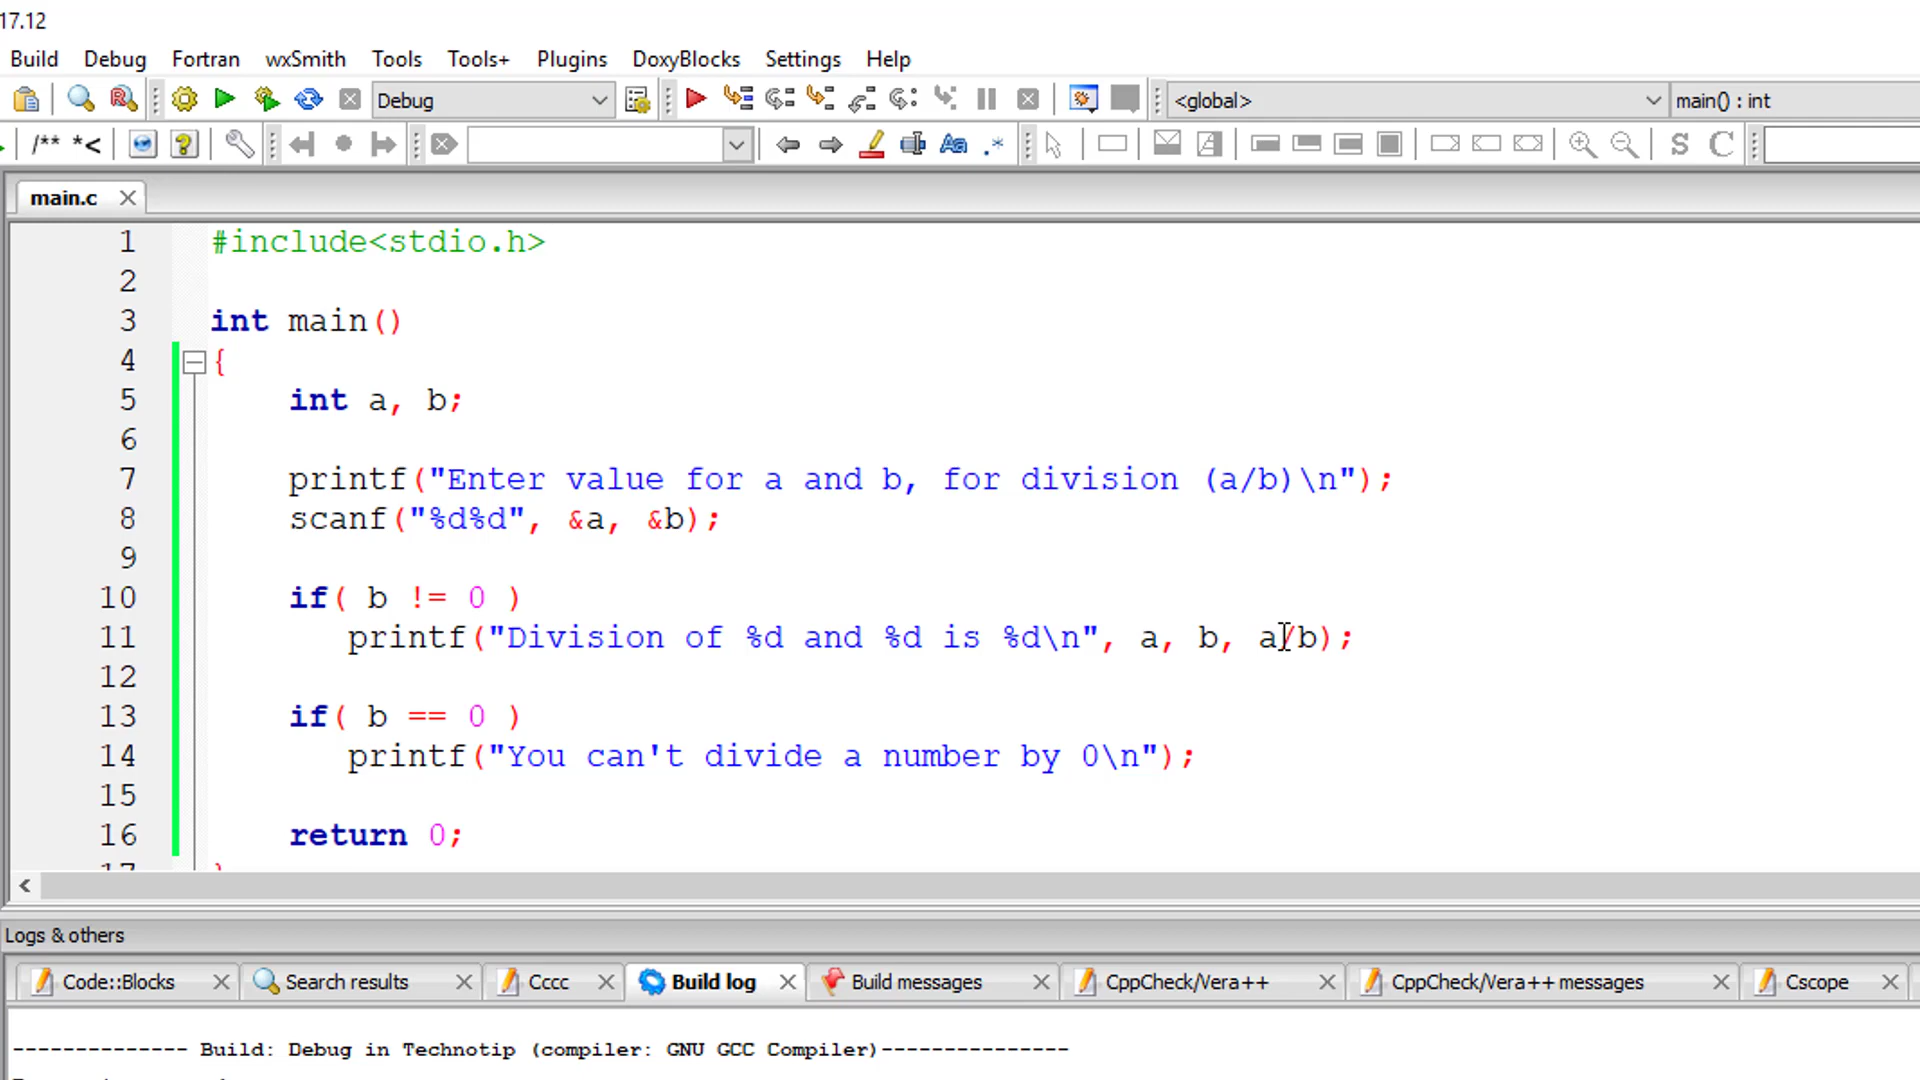 17.12
Build Debug Fortran wxSmith Tools Tools+ Plugins DoxyBlocks Settings Help
Debug <global> main() : int
/** *<
main.c
1 #include<stdio.h>
2
3 int main()
4 {
5 int a, b;
6
7 printf("Enter value for a and b, for division (a/b)\n");
8 scanf("%d%d", &a, &b);
9
10 if( b != 0 )
11 printf("Division of %d and %d is %d\n", a, b, a/b);
12
13 if( b == 0 )
14 printf("You can't divide a number by 0\n");
15
16 return 0;
Logs & others
Code::Blocks Search results Cccc Build log Build messages CppCheck/Vera++ CppCheck/Vera++ messages Cscope
-------------- Build: Debug in Technotip (compiler: GNU GCC Compiler)---------------